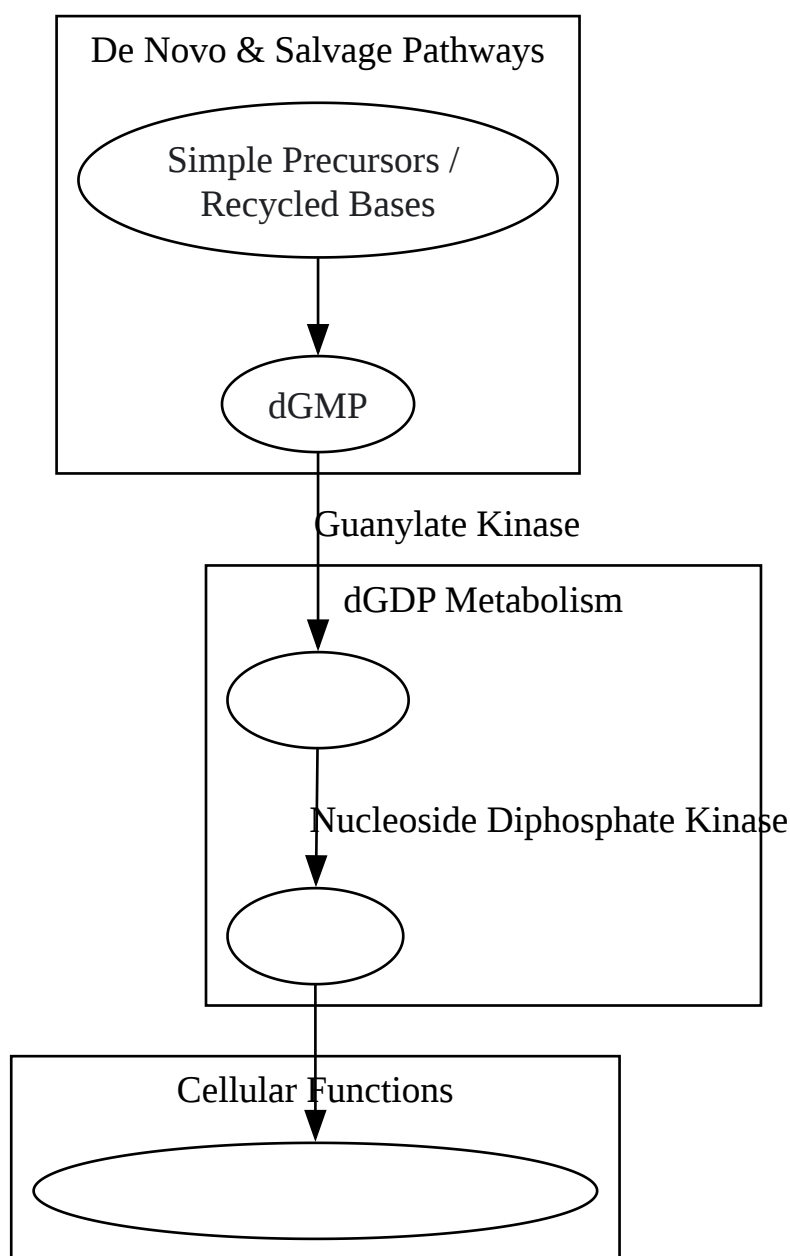 De Novo & Salvage Pathways
Simple Precursors /
Recycled Bases
dGMP
Guanylate Kinase
dGDP Metabolism
Nucleoside Diphosphate Kinase
Cellular Functions